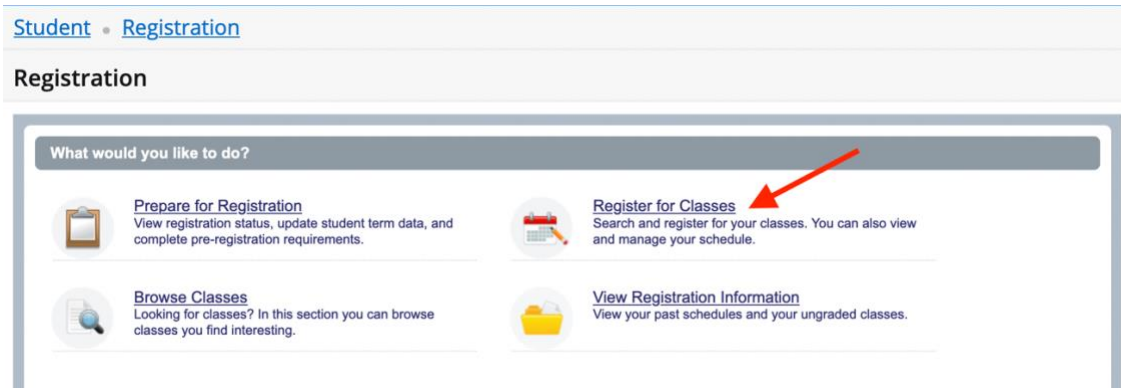 Student • Registration
Registration
What would you like to do?
Prepare for Registration
View registration status, update student term data, and
complete pre-registration requirements.
Register for Classes
Search and register for your classes. You can also view
and manage your schedule.
Browse Classes
Looking for classes? In this section you can browse
classes you find interesting.
View Registration Information
View your past schedules and your ungraded classes.